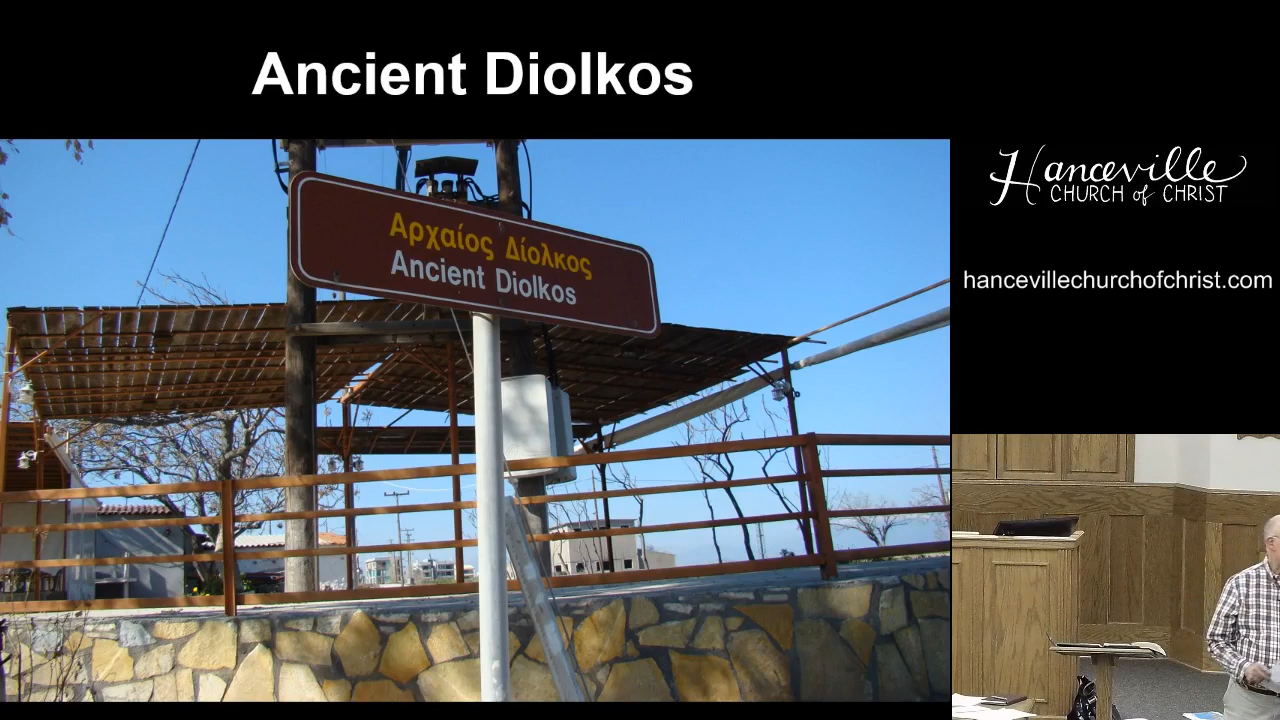 Ancient Diolkos
Αρχαίος Δίολκος
Ancient Diolkos
Hanceville
CHURCH of CHRIST
hancevillechurchofchrist.com